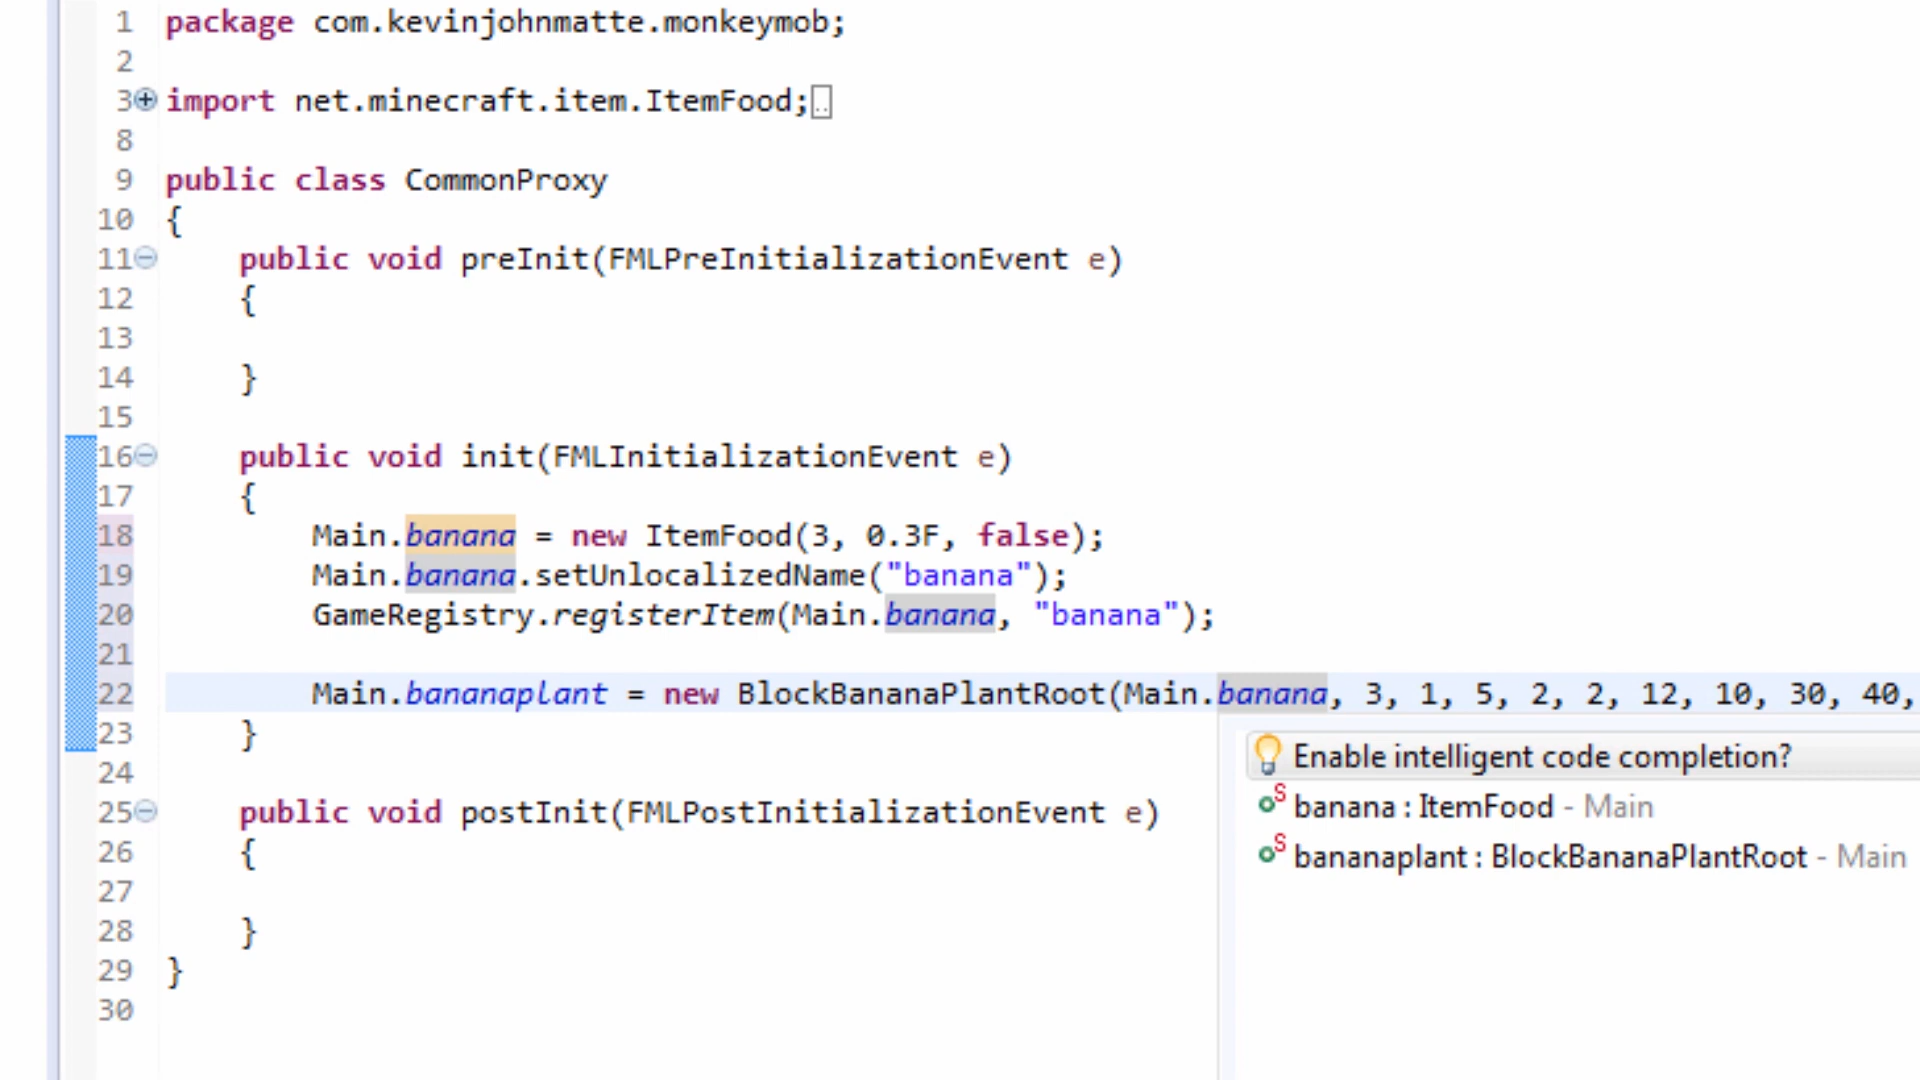 1 package com.kevinjohnmatte.monkeymob;
2
3 import net.minecraft.item.ItemFood;
8
9 public class CommonProxy
10 {
11     public void preInit(FMLPreInitializationEvent e)
12     {
13
14     }
15
16     public void init(FMLInitializationEvent e)
17     {
18         Main.banana = new ItemFood(3, 0.3F, false);
19         Main.banana.setUnlocalizedName("banana");
20         GameRegistry.registerItem(Main.banana, "banana");
21
22         Main.bananaplant = new BlockBananaPlantRoot(Main.banana, 3, 1, 5, 2, 2, 12, 10, 30, 40,
23     }
Enable intelligent code completion?
banana : ItemFood - Main
bananaplant : BlockBananaPlantRoot - Main
24
25     public void postInit(FMLPostInitializationEvent e)
26     {
27
28     }
29 }
30